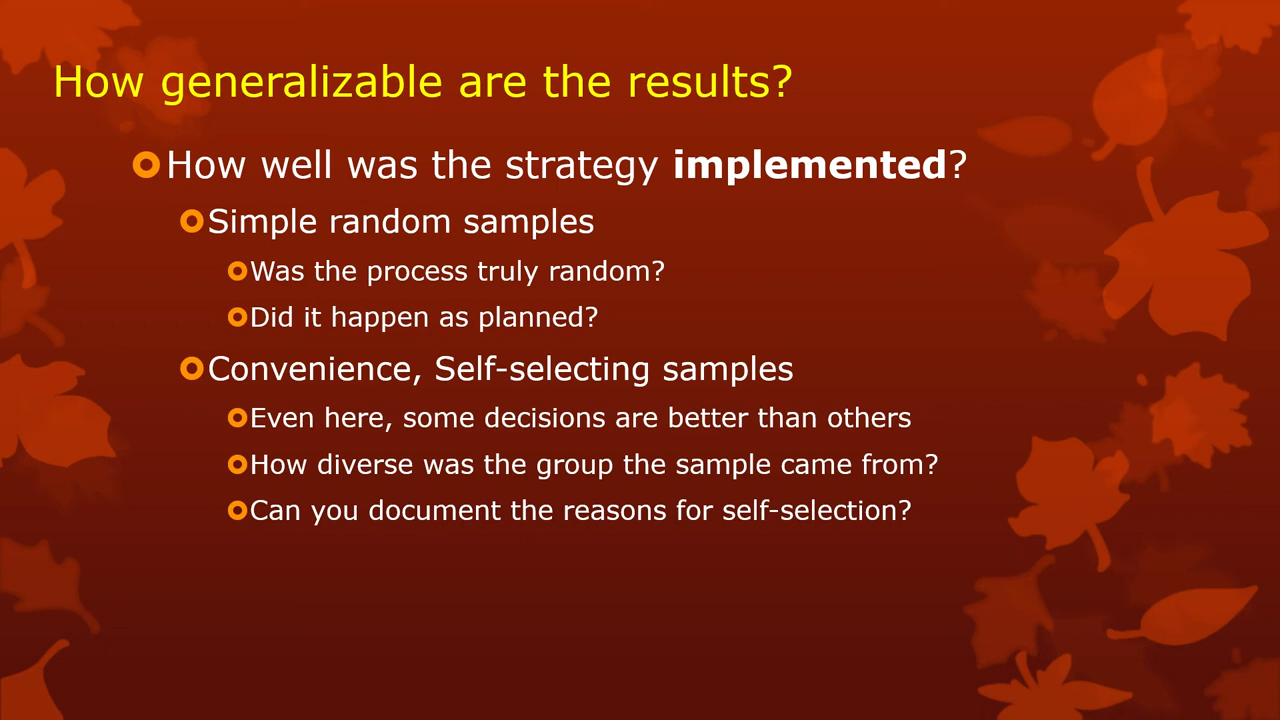 How generalizable are the results?
How well was the strategy implemented?
Simple random samples
Was the process truly random?
Did it happen as planned?
Convenience, Self-selecting samples
Even here, some decisions are better than others
How diverse was the group the sample came from?
Can you document the reasons for self-selection?